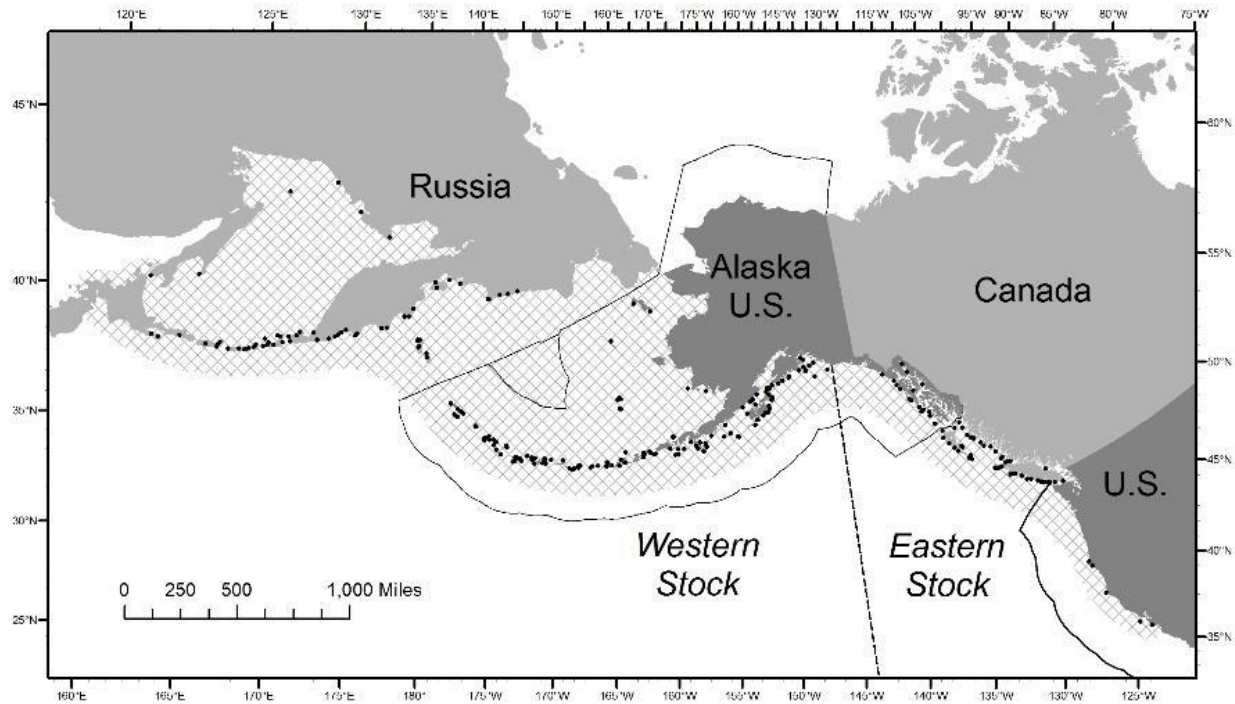 120°E 125°E 130°E 135°E 140°E 150°E 160°E 170°E 175°W 160°W 145°W 130°W 115°W 105°W 95°W 90°W 85°W 80°W 75°W
45°N
60°N
Russia
55°N
40°N
Alaska
U.S.
Canada
50°N
35°N
45°N
U.S.
30°N
Western
Stock
Eastern
Stock
40°N
0 250 500 1,000 Miles
25°N
35°N
160°E 165°E 170°E 175°E 180° 175°W 170°W 165°W 160°W 155°W 150°W 145°W 140°W 135°W 130°W 125°W